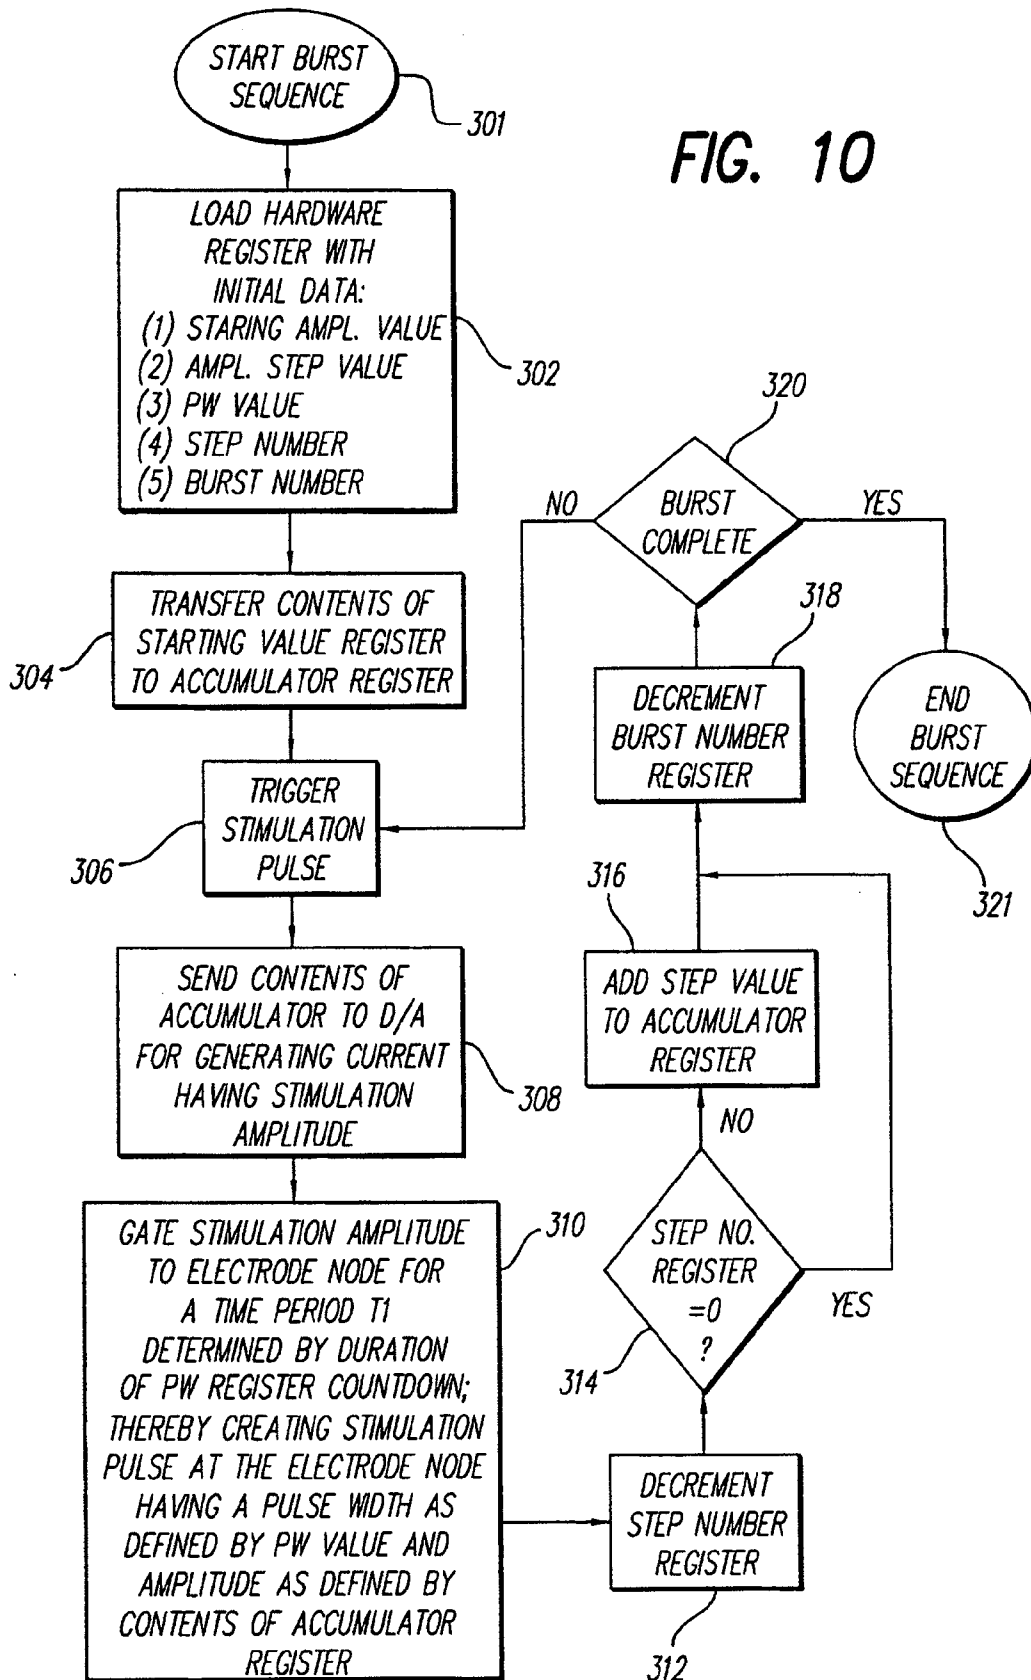 START BURST
SEQUENCE
301
FIG. 10
LOAD HARDWARE
REGISTER WITH
INITIAL DATA:
(1) STARING AMPL. VALUE
(2) AMPL. STEP VALUE
(3) PW VALUE
(4) STEP NUMBER
(5) BURST NUMBER
302
TRANSFER CONTENTS OF
STARTING VALUE REGISTER
TO ACCUMULATOR REGISTER
304
TRIGGER
STIMULATION
PULSE
306
SEND CONTENTS OF
ACCUMULATOR TO D/A
FOR GENERATING CURRENT
HAVING STIMULATION
AMPLITUDE
308
GATE STIMULATION AMPLITUDE
TO ELECTRODE NODE FOR
A TIME PERIOD T1
DETERMINED BY DURATION
OF PW REGISTER COUNTDOWN;
THEREBY CREATING STIMULATION
PULSE AT THE ELECTRODE NODE
HAVING A PULSE WIDTH AS
DEFINED BY PW VALUE AND
AMPLITUDE AS DEFINED BY
CONTENTS OF ACCUMULATOR
REGISTER
310
DECREMENT
STEP NUMBER
REGISTER
312
STEP NO.
REGISTER
=0
?
314
YES
NO
ADD STEP VALUE
TO ACCUMULATOR
REGISTER
316
DECREMENT
BURST NUMBER
REGISTER
318
BURST
COMPLETE
320
NO
YES
END
BURST
SEQUENCE
321